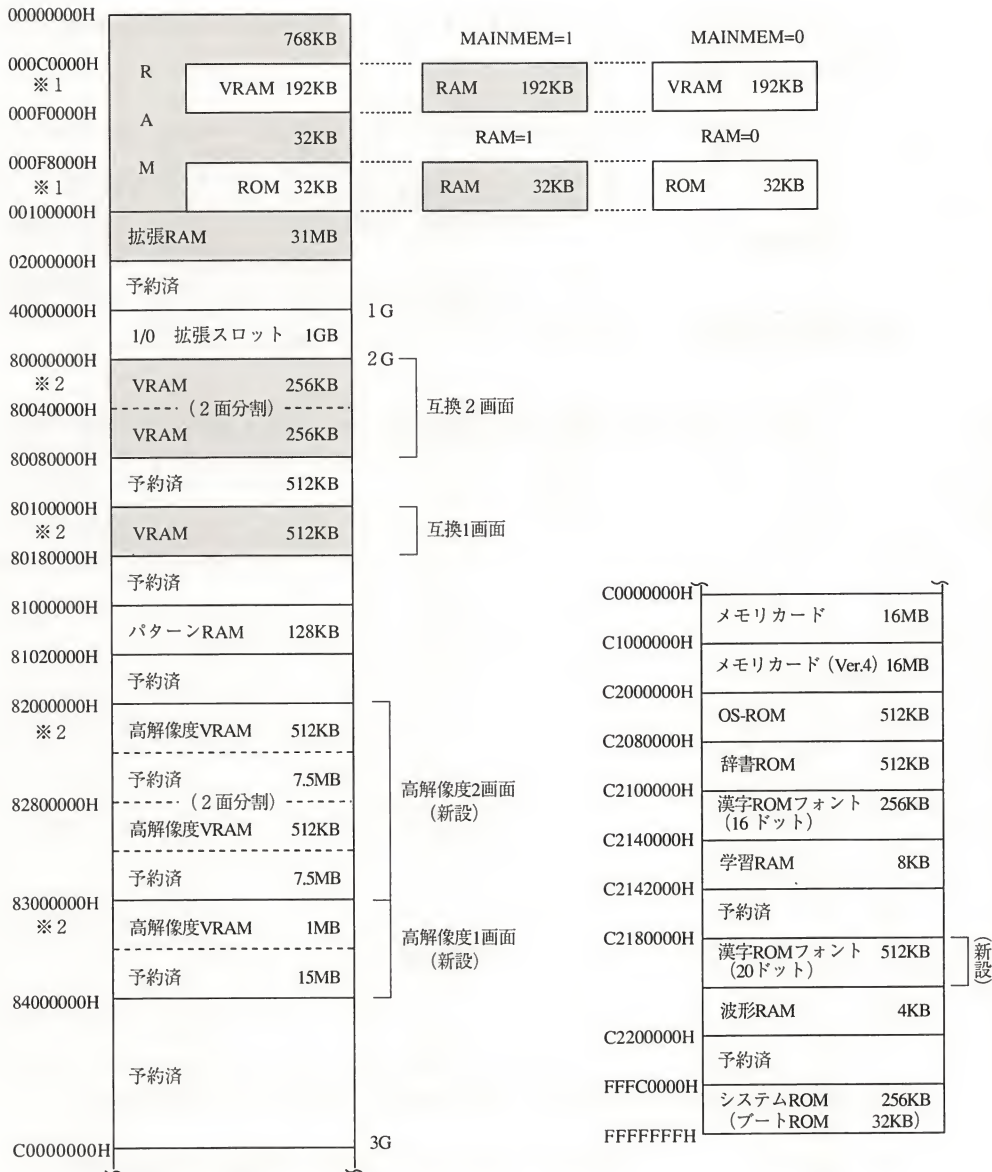 00000000H
768KB
MAINMEM=1
MAINMEM=0
000C0000H
※1
R
A
M
VRAM 192KB
RAM 192KB
VRAM 192KB
000F0000H
32KB
RAM=1
RAM=0
000F8000H
※1
ROM 32KB
RAM 32KB
ROM 32KB
00100000H
拡張RAM 31MB
02000000H
予約済
40000000H
1G
1/0 拡張スロット 1GB
80000000H
2G
※2
VRAM 256KB
80040000H
(2面分割)
互換2画面
VRAM 256KB
80080000H
予約済 512KB
80100000H
※2
VRAM 512KB
互換1画面
80180000H
予約済
81000000H
パターンRAM 128KB
81020000H
予約済
82000000H
※2
高解像度VRAM 512KB
予約済 7.5MB
82800000H
(2面分割)
高解像度2画面
(新設)
高解像度VRAM 512KB
予約済 7.5MB
83000000H
※2
高解像度VRAM 1MB
高解像度1画面
(新設)
予約済 15MB
84000000H
予約済
C0000000H
3G
C0000000H
メモリカード 16MB
C1000000H
メモリカード (Ver.4) 16MB
C2000000H
OS-ROM 512KB
C2080000H
辞書ROM 512KB
C2100000H
漢字ROMフォント 256KB
(16ドット)
C2140000H
学習RAM 8KB
C2142000H
予約済
C2180000H
漢字ROMフォント 512KB
(20ドット)
(新設)
波形RAM 4KB
C2200000H
予約済
FFFC0000H
システムROM 256KB
(ブートROM 32KB)
FFFFFFFH